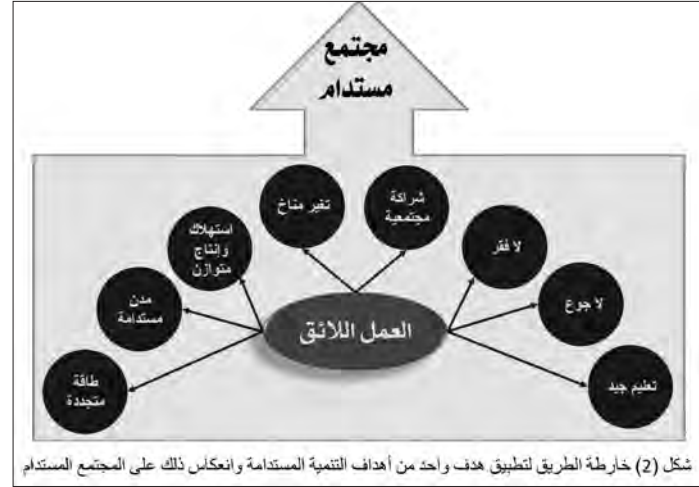 مجتمع
مستدام
شراكة
مجتمعية
تغير مناخ
لا فقر
استهلاك
وإنتاج
متوازن
لا جوع
مدن
مستدامة
العمل اللائق
تعليم جيد
طاقة
متجددة
شكل (2) خارطة الطريق لتطبيق هدف واحد من أهداف التنمية المستدامة وانعكاس ذلك على المجتمع المستدام